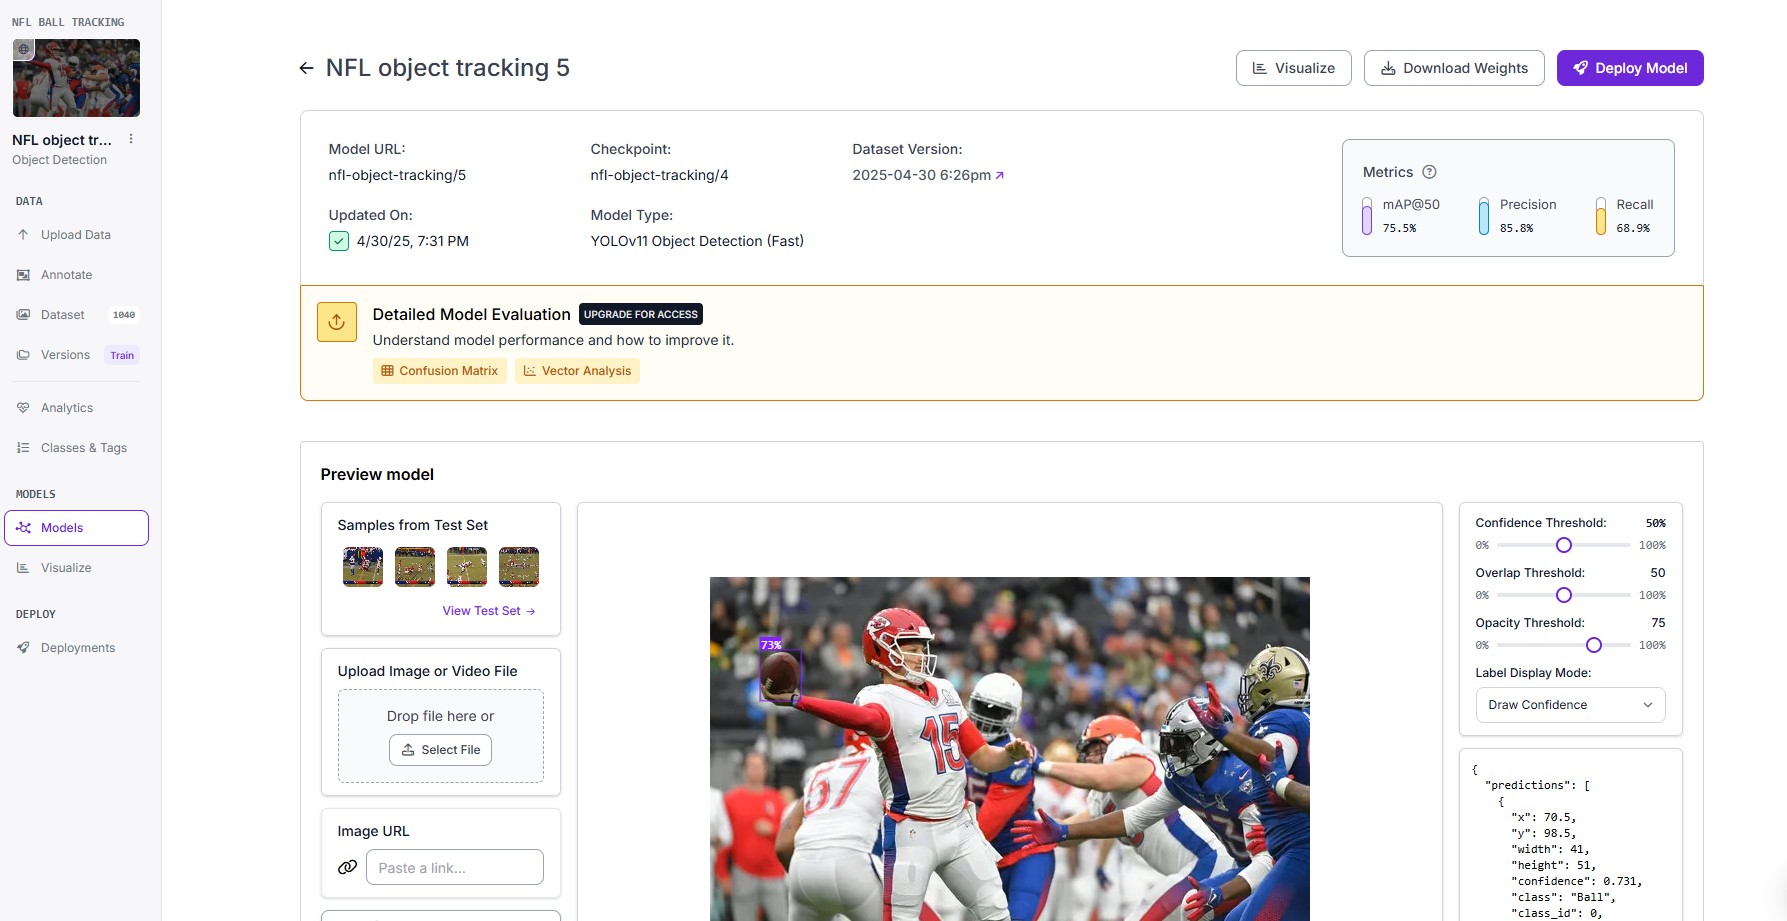 NFL BALL TRACKING
NFL object tr...
Object Detection
DATA
Upload Data
Annotate
Dataset 1040
Versions Train
Analytics
Classes & Tags
MODELS
Models
Visualize
DEPLOY
Deployments
NFL object tracking 5
Visualize
Download Weights
Deploy Model
Model URL:
nfl-object-tracking/5
Checkpoint:
nfl-object-tracking/4
Dataset Version:
2025-04-30 6:26pm
Updated On:
4/30/25, 7:31 PM
Model Type:
YOLOv11 Object Detection (Fast)
Metrics
mAP@50
75.5%
Precision
85.8%
Recall
68.9%
Detailed Model Evaluation UPGRADE FOR ACCESS
Understand model performance and how to improve it.
Confusion Matrix
Vector Analysis
Preview model
Samples from Test Set
View Test Set →
Upload Image or Video File
Drop file here or
Select File
Image URL
Paste a link...
73%
15
57
Confidence Threshold: 50%
0% 100%
Overlap Threshold: 50
0% 100%
Opacity Threshold: 75
0% 100%
Label Display Mode:
Draw Confidence
{
"predictions": [
{
"x": 70.5,
"y": 98.5,
"width": 41,
"height": 51,
"confidence": 0.731,
"class": "Ball",
"class_id": 0,